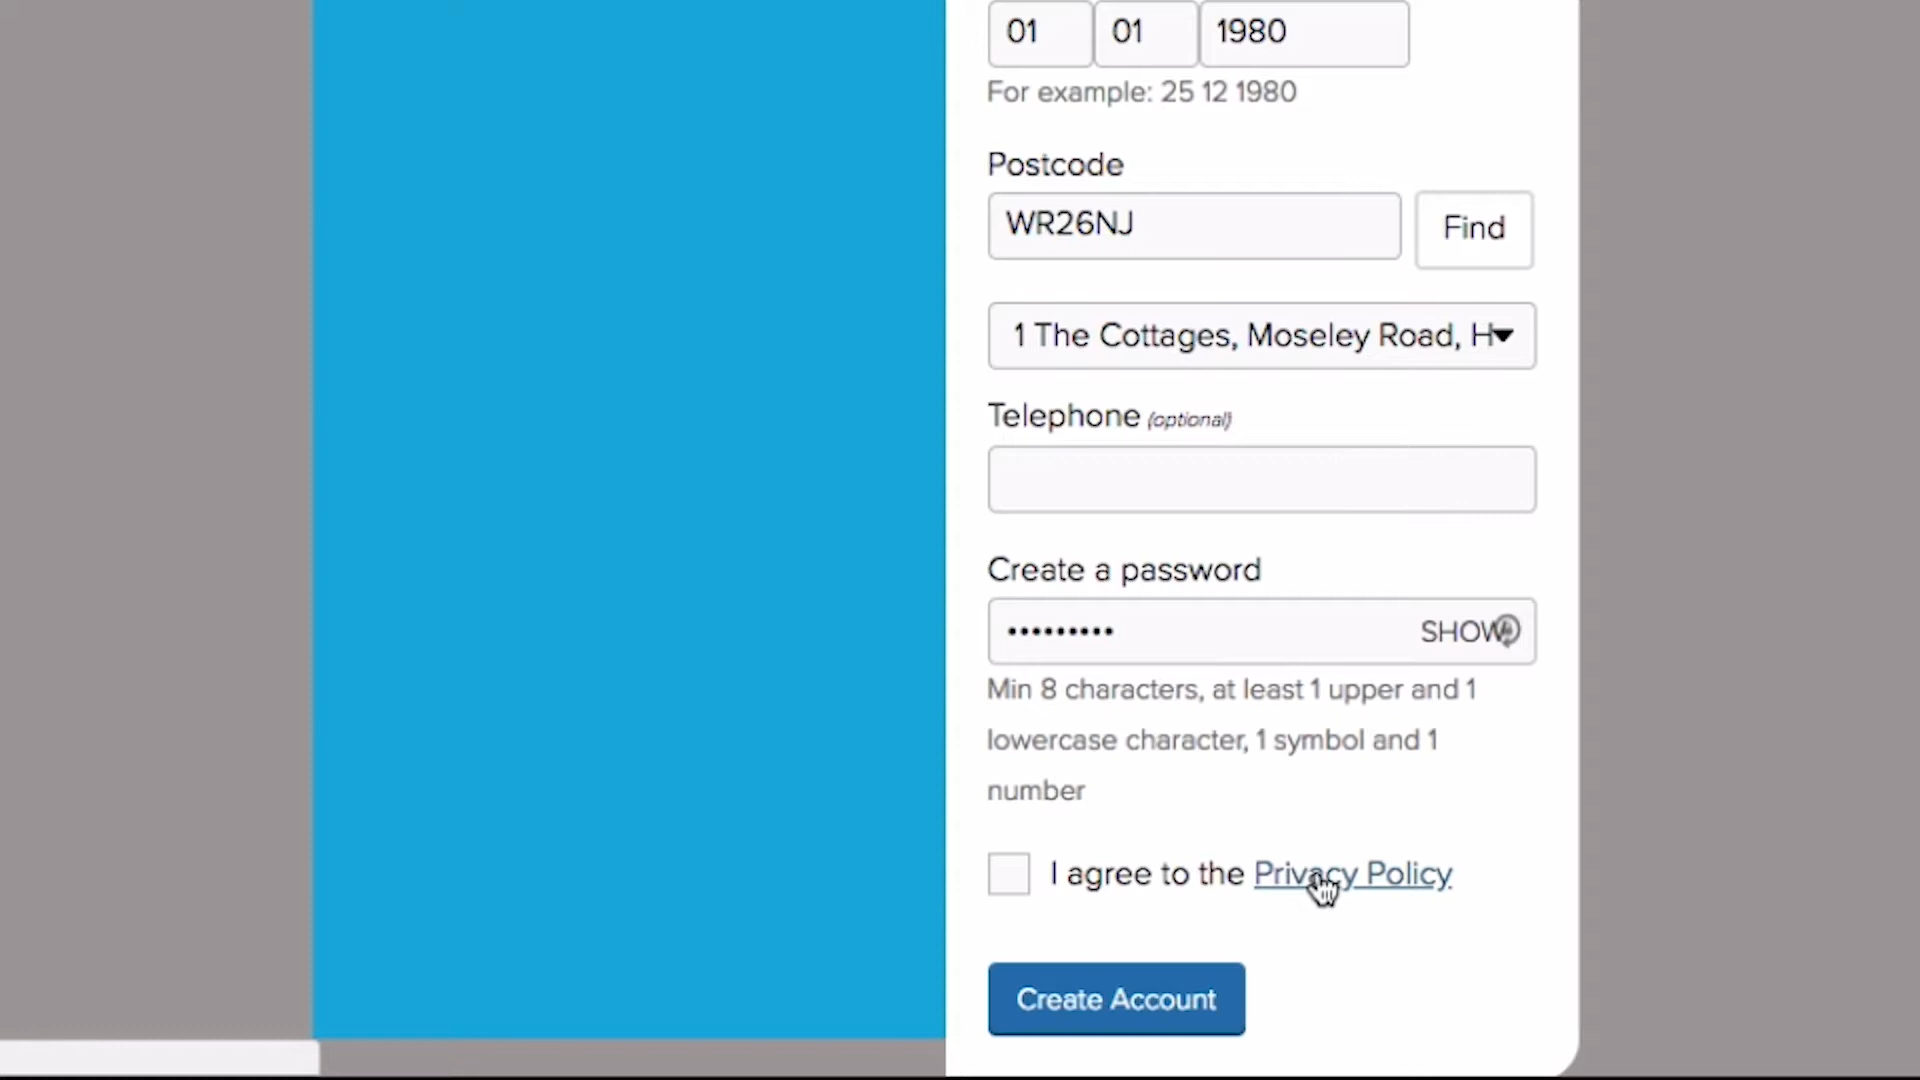 01 01 1980
For example: 25 12 1980
Postcode
WR26NJ Find
1 The Cottages, Moseley Road, H
Telephone (optional)
Create a password
••••••••• SHOW
Min 8 characters, at least 1 upper and 1
lowercase character, 1 symbol and 1
number
I agree to the Privacy Policy
Create Account